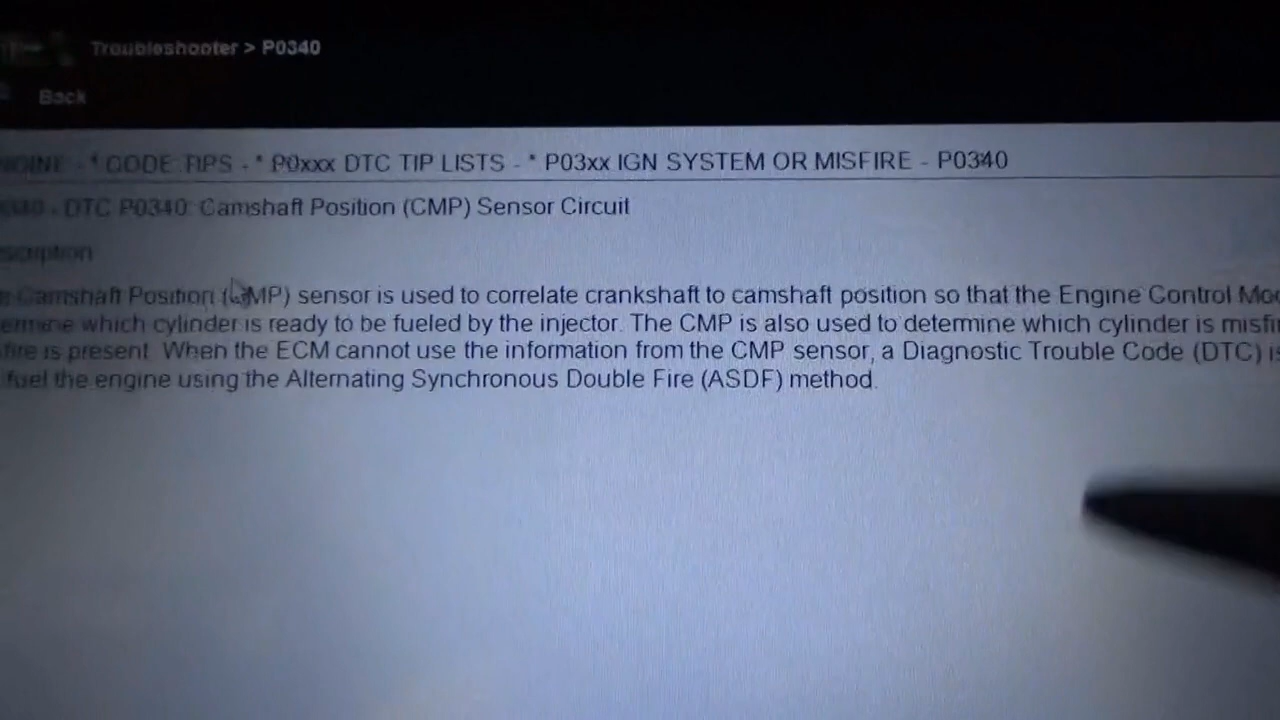 Troubleshooter > P0340
Back
- * CODE TIPS - * P0xxx DTC TIP LISTS - * P03xx IGN SYSTEM OR MISFIRE - P0340
- DTC P0340: Camshaft Position (CMP) Sensor Circuit
Camshaft Position (CMP) sensor is used to correlate crankshaft to camshaft position so that the Engine Control
which cylinder is ready to be fueled by the injector. The CMP is also used to determine which cylinder is
fire is present. When the ECM cannot use the information from the CMP sensor, a Diagnostic Trouble Code (DTC)
fuel the engine using the Alternating Synchronous Double Fire (ASDF) method.